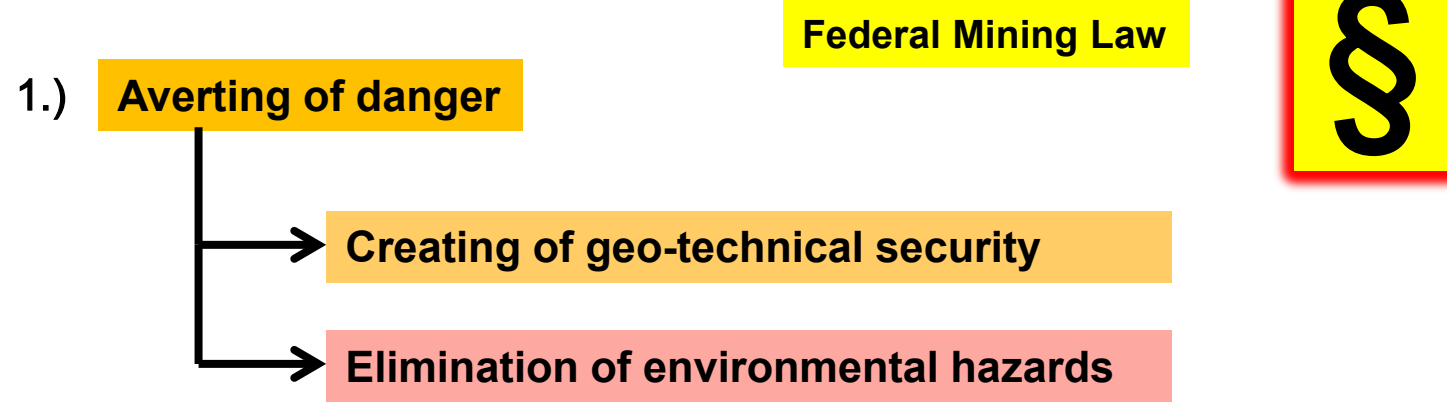 Federal Mining Law
§
1.) Averting of danger
Creating of geo-technical security
Elimination of environmental hazards